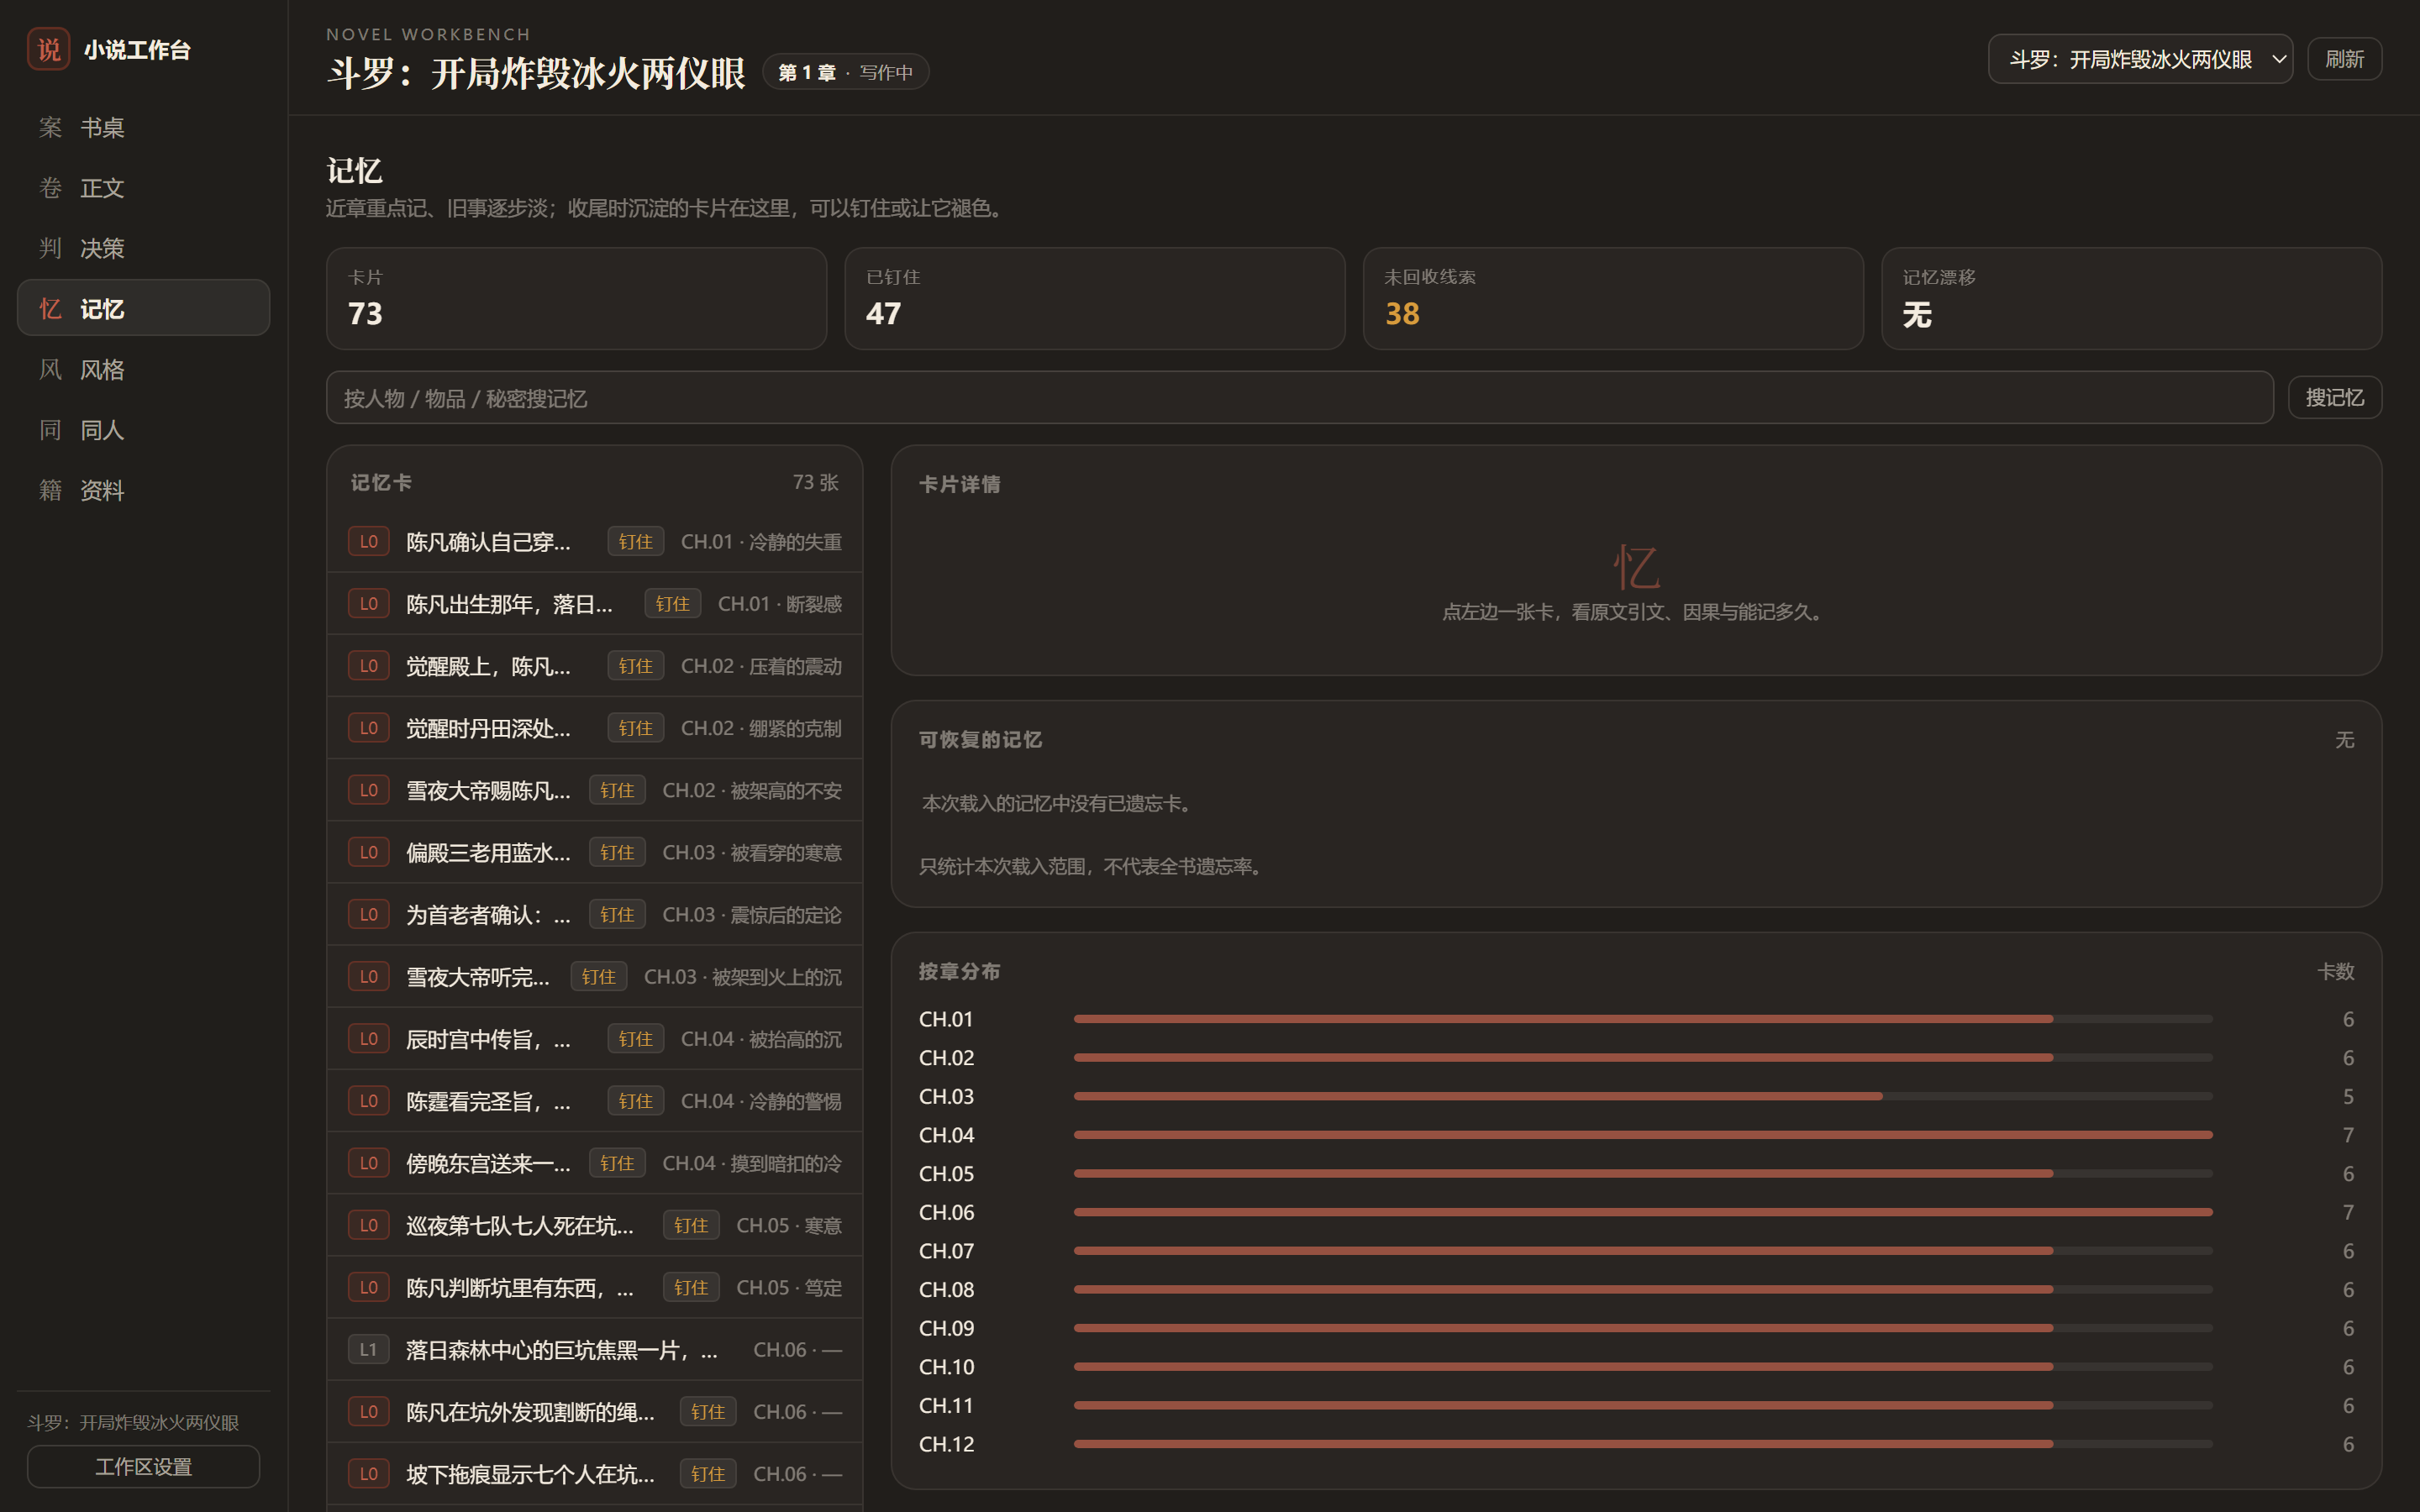 说 小说工作台
案 书桌
卷 正文
判 决策
忆 记忆
风 风格
同 同人
籍 资料
斗罗：开局炸毁冰火两仪眼
工作区设置
NOVEL WORKBENCH
斗罗：开局炸毁冰火两仪眼 第 1 章 · 写作中
斗罗：开局炸毁冰火两仪眼 刷新
记忆
近章重点记、旧事逐步淡；收尾时沉淀的卡片在这里，可以钉住或让它褪色。
卡片
73
已钉住
47
未回收线索
38
记忆漂移
无
按人物 / 物品 / 秘密搜记忆 搜记忆
记忆卡 73 张
L0 陈凡确认自己穿... 钉住 CH.01 · 冷静的失重
L0 陈凡出生那年，落日... 钉住 CH.01 · 断裂感
L0 觉醒殿上，陈凡... 钉住 CH.02 · 压着的震动
L0 觉醒时丹田深处... 钉住 CH.02 · 绷紧的克制
L0 雪夜大帝赐陈凡... 钉住 CH.02 · 被架高的不安
L0 偏殿三老用蓝水... 钉住 CH.03 · 被看穿的寒意
L0 为首老者确认：... 钉住 CH.03 · 震惊后的定论
L0 雪夜大帝听完... 钉住 CH.03 · 被架到火上的沉
L0 辰时宫中传旨，... 钉住 CH.04 · 被抬高的沉
L0 陈霆看完圣旨，... 钉住 CH.04 · 冷静的警惕
L0 傍晚东宫送来一... 钉住 CH.04 · 摸到暗扣的冷
L0 巡夜第七队七人死在坑... 钉住 CH.05 · 寒意
L0 陈凡判断坑里有东西，... 钉住 CH.05 · 笃定
L1 落日森林中心的巨坑焦黑一片，... CH.06 · —
L0 陈凡在坑外发现割断的绳... 钉住 CH.06 · —
L0 坡下拖痕显示七个人在坑... 钉住 CH.06 · —
卡片详情
忆
点左边一张卡，看原文引文、因果与能记多久。
可恢复的记忆 无
本次载入的记忆中没有已遗忘卡。
只统计本次载入范围，不代表全书遗忘率。
按章分布 卡数
CH.01 6
CH.02 6
CH.03 5
CH.04 7
CH.05 6
CH.06 7
CH.07 6
CH.08 6
CH.09 6
CH.10 6
CH.11 6
CH.12 6